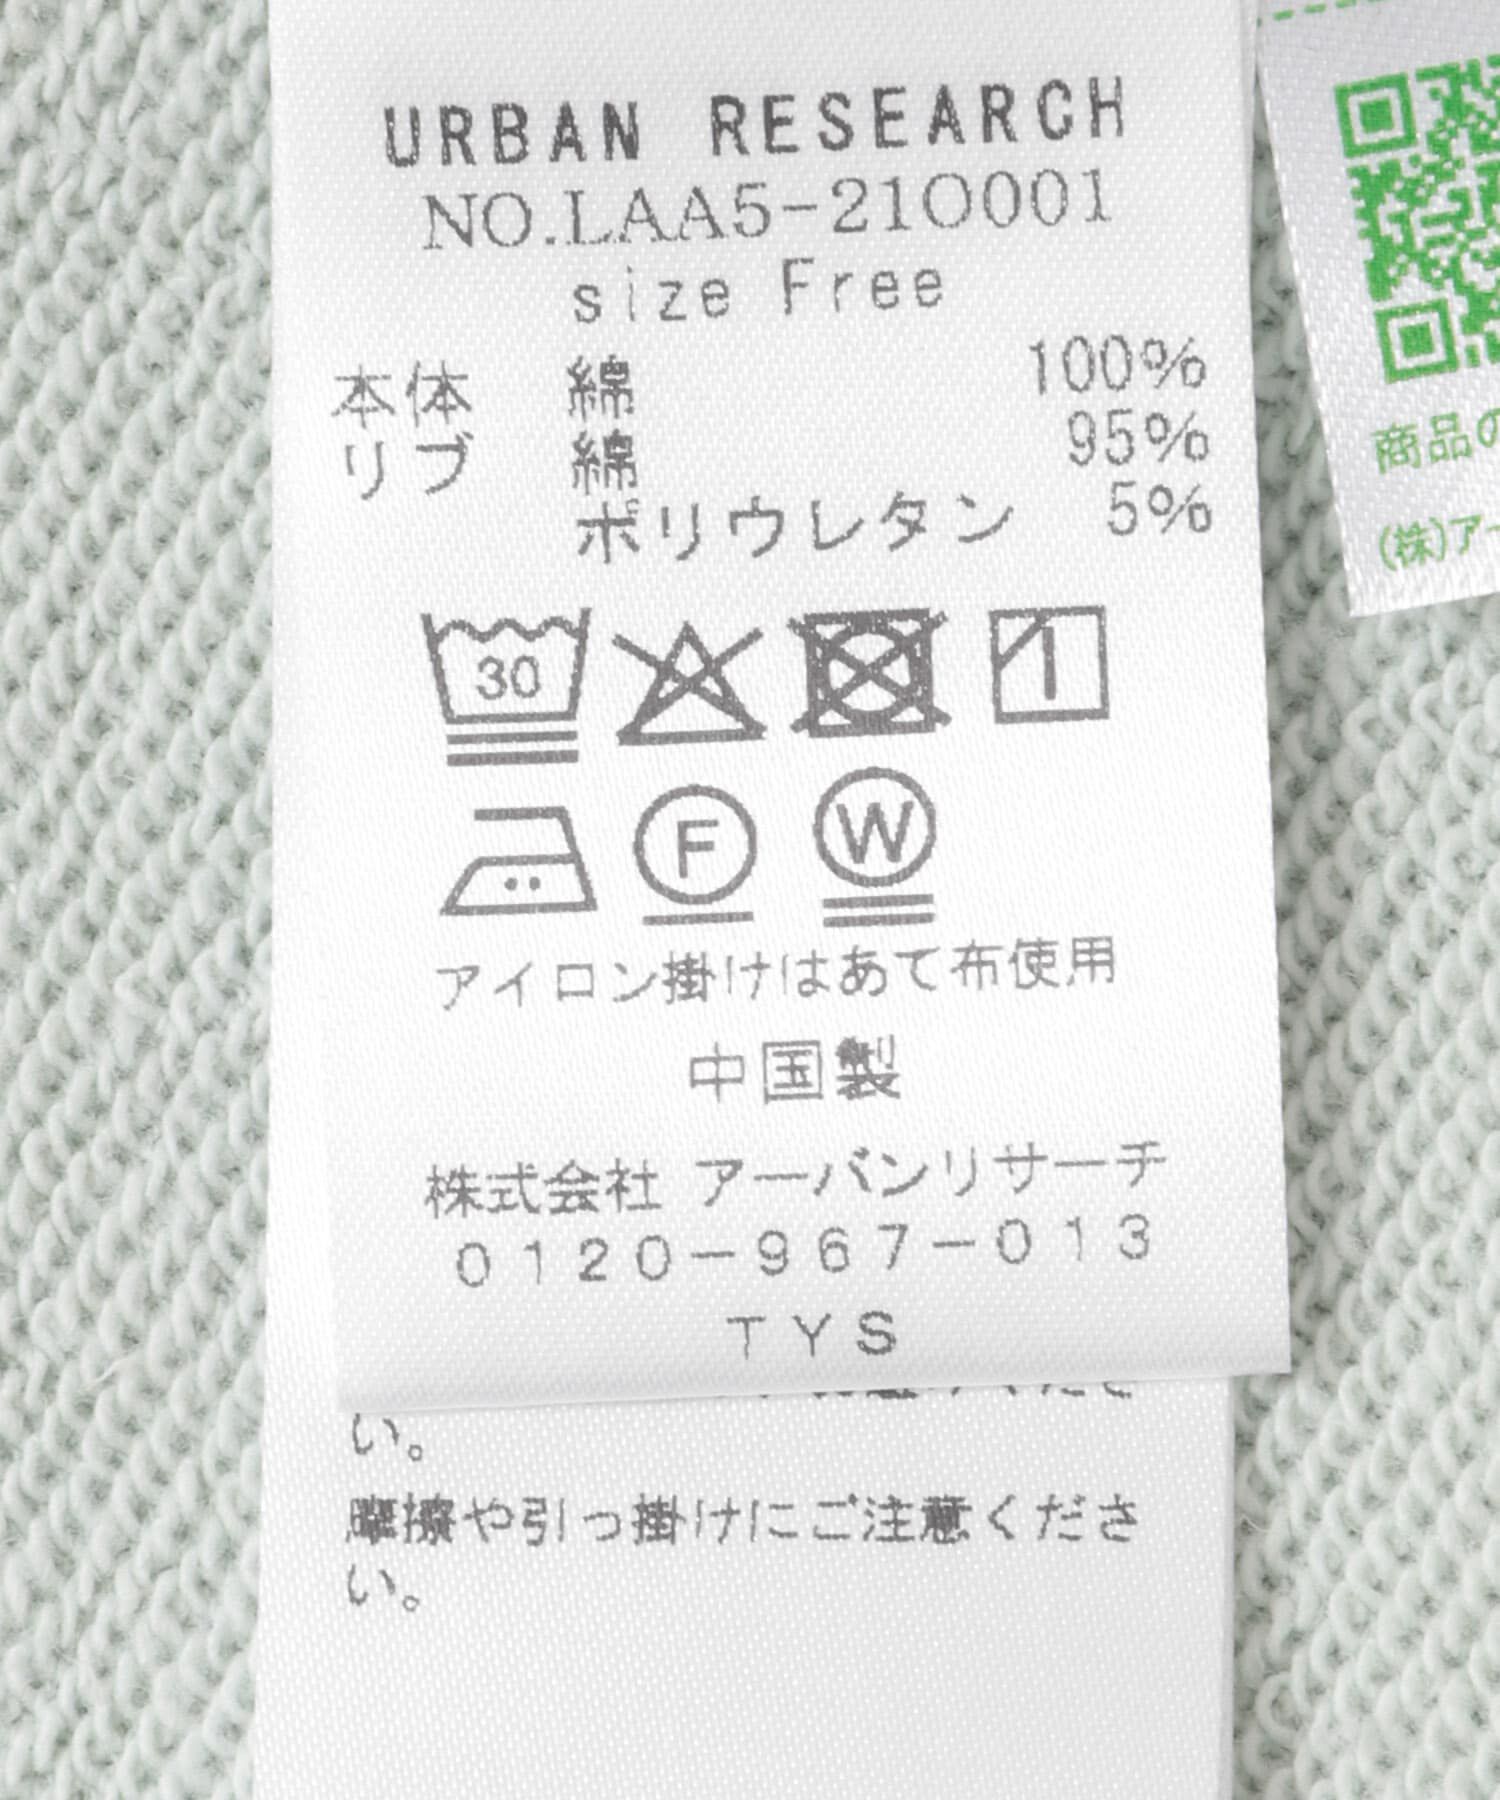 URBAN RESEARCH
NO.LAA5-21O001
size Free
本体 綿 100%
リブ 綿 95%
ポリウレタン 5%
30
F
W
アイロン掛けはあて布使用
中国製
株式会社 アーバンリサーチ
0120-967-013
TYS
い。
摩擦や引っ掛けにご注意くださ
い。
商品の
(株)アー